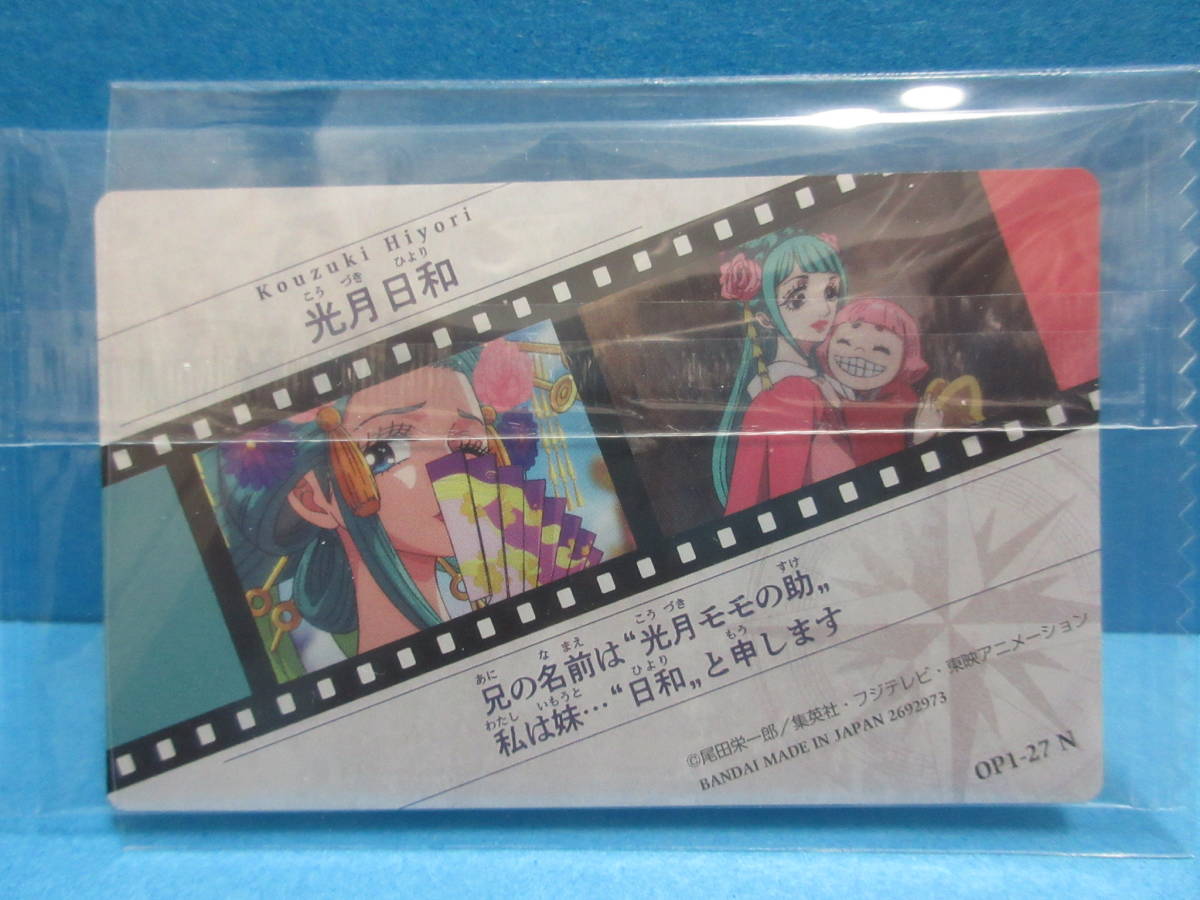 Kouzuki Hiyori
こう づき ひより
光月日和
あに な まえ こう づき すけ
兄の名前は“光月モモの助„
わたし いもうと ひより もう
私は妹…“日和„と申します
©尾田栄一郎／集英社・フジテレビ・東映アニメーション
BANDAI MADE IN JAPAN 2692973
OP1-27 N